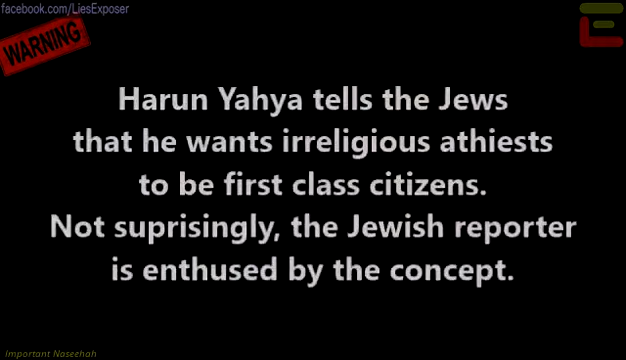 facebook.com/LiesExposer
WARNING
Harun Yahya tells the Jews
that he wants irreligious athiests
to be first class citizens.
Not suprisingly, the Jewish reporter
is enthused by the concept.
Important Naseehah